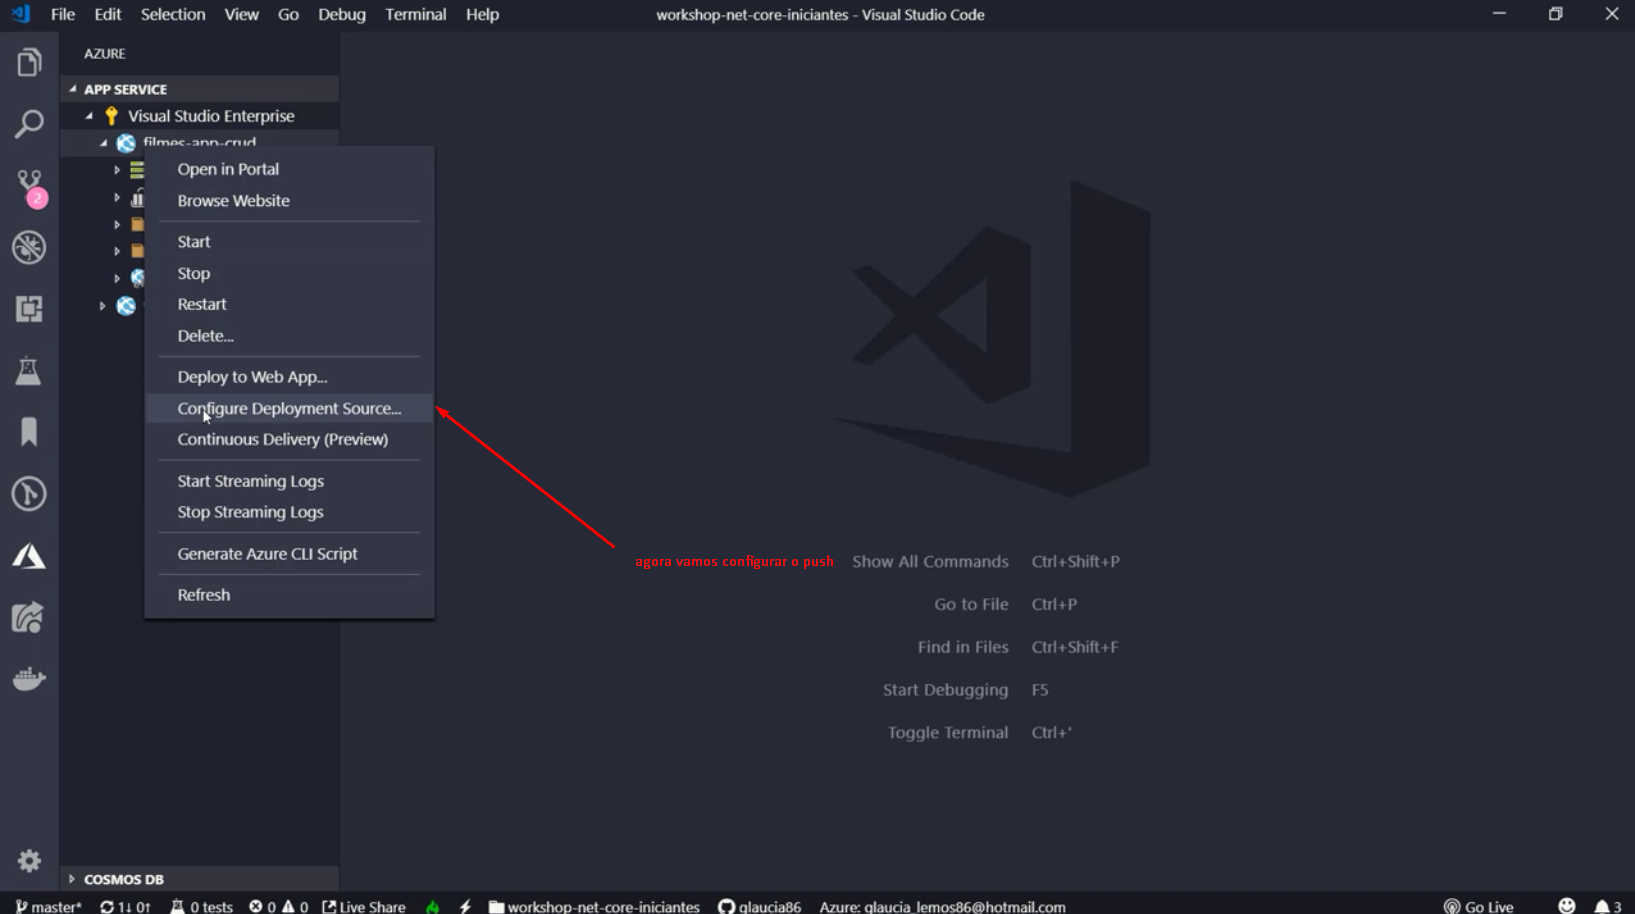 File Edit Selection View Go Debug Terminal Help
workshop-net-core-iniciantes - Visual Studio Code
AZURE
APP SERVICE
Visual Studio Enterprise
filmes-app-crud
Open in Portal
Browse Website
Start
Stop
Restart
Delete...
Deploy to Web App...
Configure Deployment Source...
Continuous Delivery (Preview)
Start Streaming Logs
Stop Streaming Logs
Generate Azure CLI Script
Refresh
2
agora vamos configurar o push
Show All Commands Ctrl+Shift+P
Go to File Ctrl+P
Find in Files Ctrl+Shift+F
Start Debugging F5
Toggle Terminal Ctrl+'
COSMOS DB
master* 1↓ 0↑ 0 tests 0 0 Live Share workshop-net-core-iniciantes glaucia86 Azure: glaucia_lemos86@hotmail.com Go Live 3